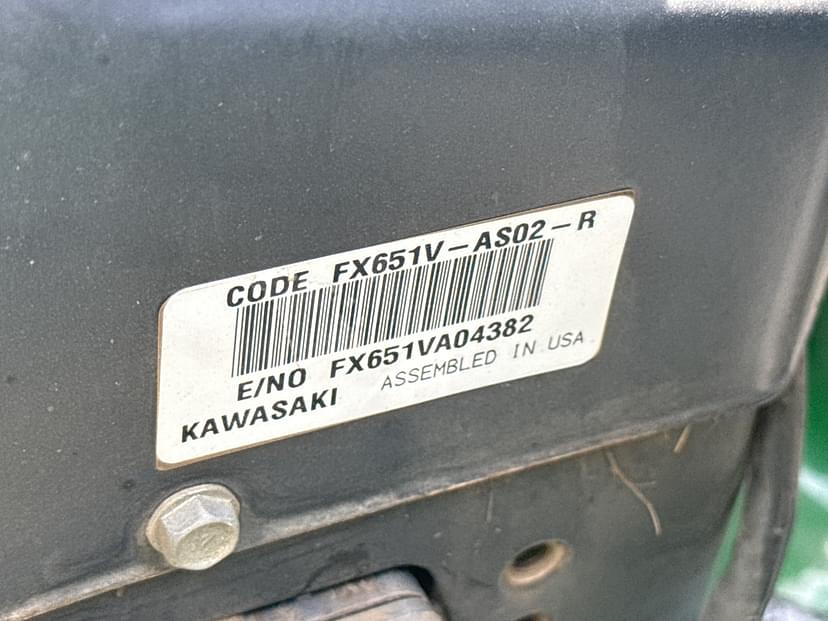 CODE FX651V-AS02-R
E/NO FX651VA04382
KAWASAKI ASSEMBLED IN USA